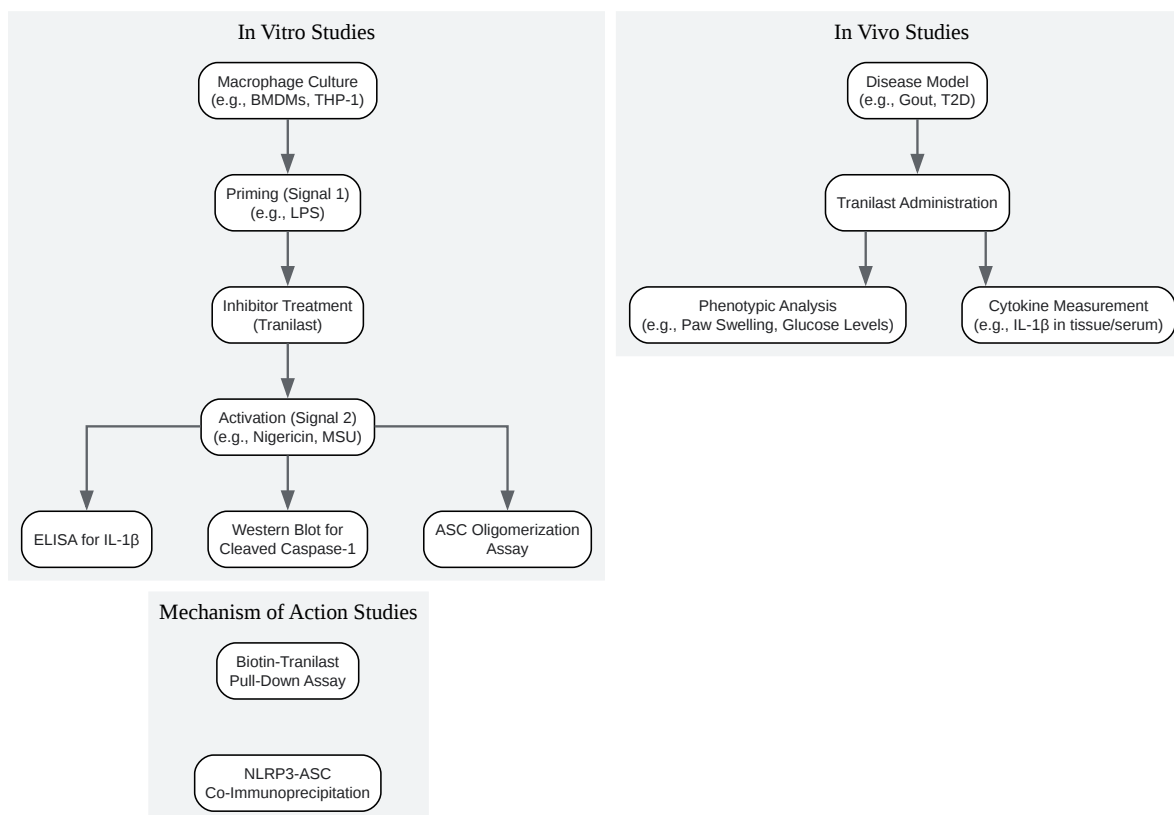 In Vitro Studies
Macrophage Culture
(e.g., BMDMs, THP-1)
Priming (Signal 1)
(e.g., LPS)
Inhibitor Treatment
(Tranilast)
Activation (Signal 2)
(e.g., Nigericin, MSU)
ELISA for IL-1β
Western Blot for
Cleaved Caspase-1
ASC Oligomerization
Assay
In Vivo Studies
Disease Model
(e.g., Gout, T2D)
Tranilast Administration
Phenotypic Analysis
(e.g., Paw Swelling, Glucose Levels)
Cytokine Measurement
(e.g., IL-1β in tissue/serum)
Mechanism of Action Studies
Biotin-Tranilast
Pull-Down Assay
NLRP3-ASC
Co-Immunoprecipitation